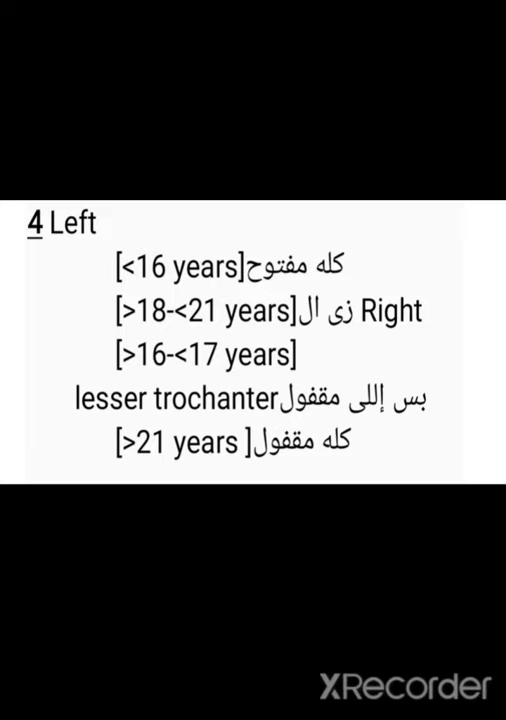 4 Left
كله مفتوح[<16 years]
[>18-<21 years]زى ال Right
[>16-<17 years]
بس إللى مقفول lesser trochanter
كله مقفول[>21 years ]
XRecorder